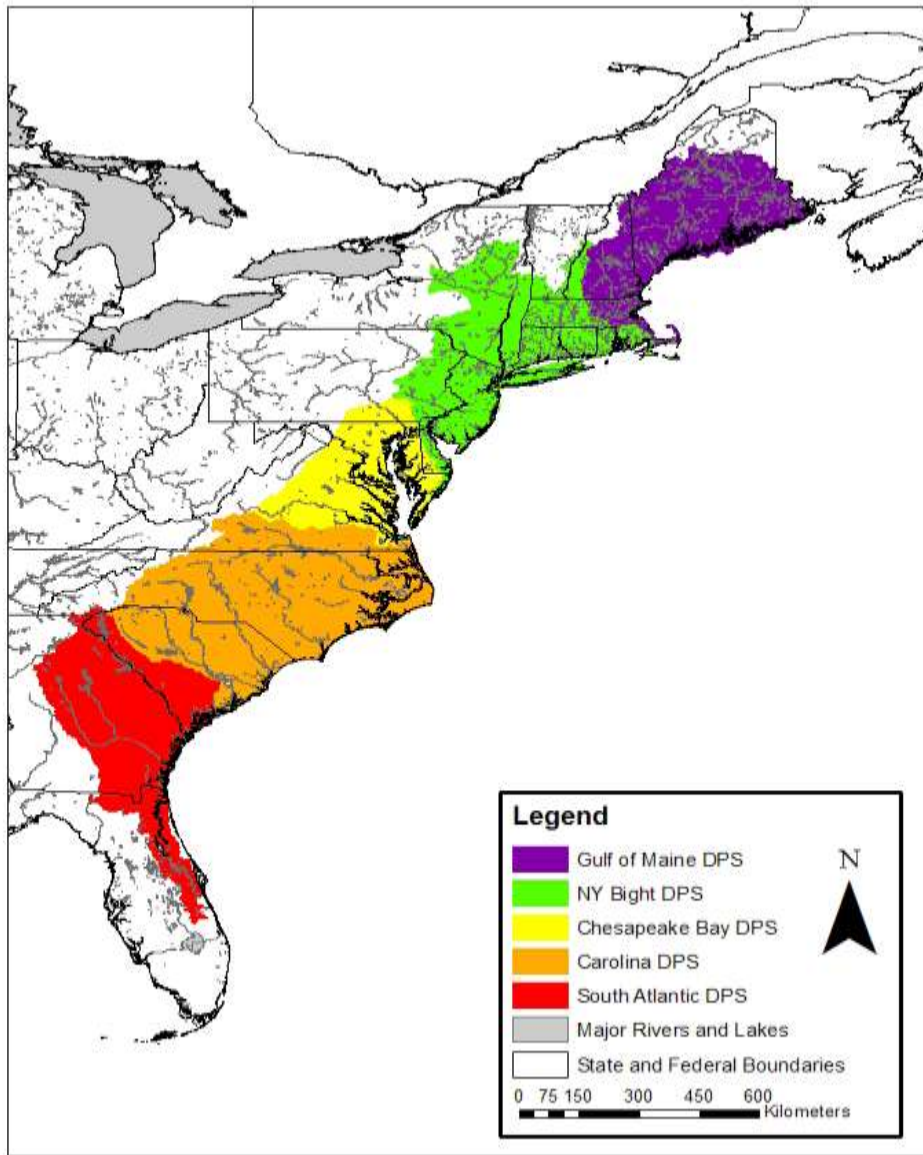 Legend
Gulf of Maine DPS
NY Bight DPS
Chesapeake Bay DPS
Carolina DPS
South Atlantic DPS
Major Rivers and Lakes
State and Federal Boundaries
N
0 75 150 300 450 600
Kilometers